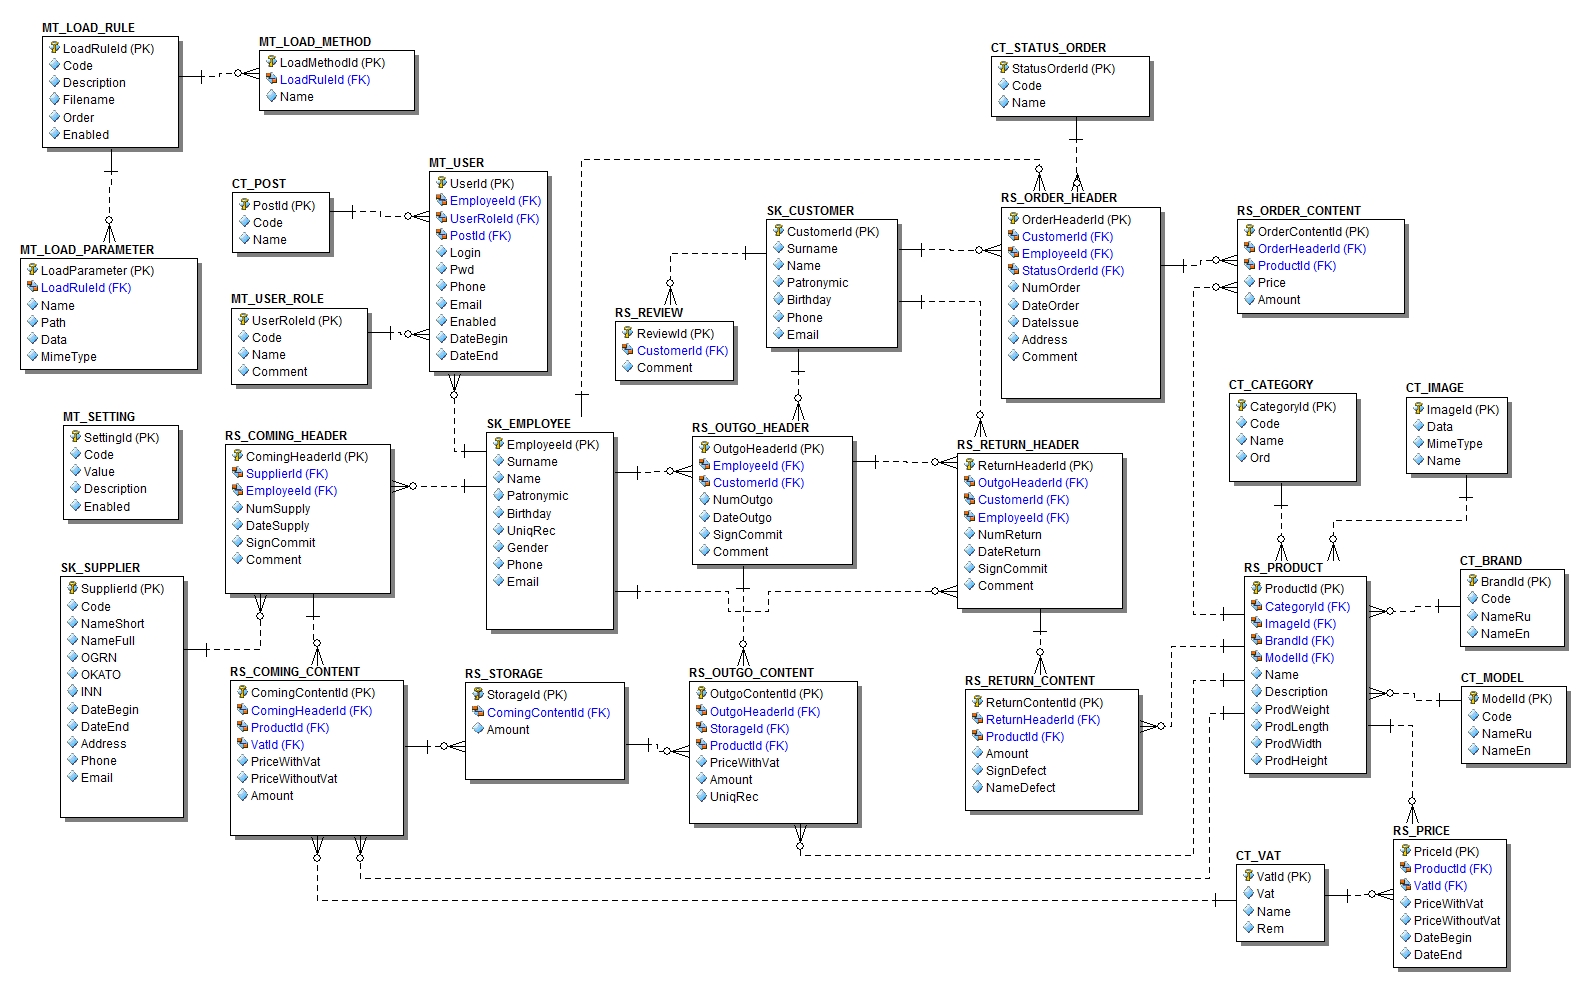 MT_LOAD_RULE
LoadRuleId (PK)
Code
Description
Filename
Order
Enabled
MT_LOAD_METHOD
LoadMethodId (PK)
LoadRuleId (FK)
Name
CT_STATUS_ORDER
StatusOrderId (PK)
Code
Name
MT_LOAD_PARAMETER
LoadParameter (PK)
LoadRuleId (FK)
Name
Path
Data
MimeType
CT_POST
PostId (PK)
Code
Name
MT_USER
UserId (PK)
EmployeeId (FK)
UserRoleId (FK)
PostId (FK)
Login
Pwd
Phone
Email
Enabled
DateBegin
DateEnd
MT_USER_ROLE
UserRoleId (PK)
Code
Name
Comment
RS_REVIEW
ReviewId (PK)
CustomerId (FK)
Comment
SK_CUSTOMER
CustomerId (PK)
Surname
Name
Patronymic
Birthday
Phone
Email
RS_ORDER_HEADER
OrderHeaderId (PK)
CustomerId (FK)
EmployeeId (FK)
StatusOrderId (FK)
NumOrder
DateOrder
DateIssue
Address
Comment
RS_ORDER_CONTENT
OrderContentId (PK)
OrderHeaderId (FK)
ProductId (FK)
Price
Amount
MT_SETTING
SettingId (PK)
Code
Value
Description
Enabled
RS_COMING_HEADER
ComingHeaderId (PK)
SupplierId (FK)
EmployeeId (FK)
NumSupply
DateSupply
SignCommit
Comment
SK_EMPLOYEE
EmployeeId (PK)
Surname
Name
Patronymic
Birthday
UniqRec
Gender
Phone
Email
RS_OUTGO_HEADER
OutgoHeaderId (PK)
EmployeeId (FK)
CustomerId (FK)
NumOutgo
DateOutgo
SignCommit
Comment
RS_RETURN_HEADER
ReturnHeaderId (PK)
OutgoHeaderId (FK)
CustomerId (FK)
EmployeeId (FK)
NumReturn
DateReturn
SignCommit
Comment
CT_CATEGORY
CategoryId (PK)
Code
Name
Ord
CT_IMAGE
ImageId (PK)
Data
MimeType
Name
SK_SUPPLIER
SupplierId (PK)
Code
NameShort
NameFull
OGRN
OKATO
INN
DateBegin
DateEnd
Address
Phone
Email
RS_COMING_CONTENT
ComingContentId (PK)
ComingHeaderId (FK)
ProductId (FK)
VatId (FK)
PriceWithVat
PriceWithoutVat
Amount
RS_STORAGE
StorageId (PK)
ComingContentId (FK)
Amount
RS_OUTGO_CONTENT
OutgoContentId (PK)
OutgoHeaderId (FK)
StorageId (FK)
ProductId (FK)
PriceWithVat
Amount
UniqRec
RS_RETURN_CONTENT
ReturnContentId (PK)
ReturnHeaderId (FK)
ProductId (FK)
Amount
SignDefect
NameDefect
RS_PRODUCT
ProductId (PK)
CategoryId (FK)
ImageId (FK)
BrandId (FK)
ModelId (FK)
Name
Description
ProdWeight
ProdLength
ProdWidth
ProdHeight
CT_BRAND
BrandId (PK)
Code
NameRu
NameEn
CT_MODEL
ModelId (PK)
Code
NameRu
NameEn
CT_VAT
VatId (PK)
Vat
Name
Rem
RS_PRICE
PriceId (PK)
ProductId (FK)
VatId (FK)
PriceWithVat
PriceWithoutVat
DateBegin
DateEnd